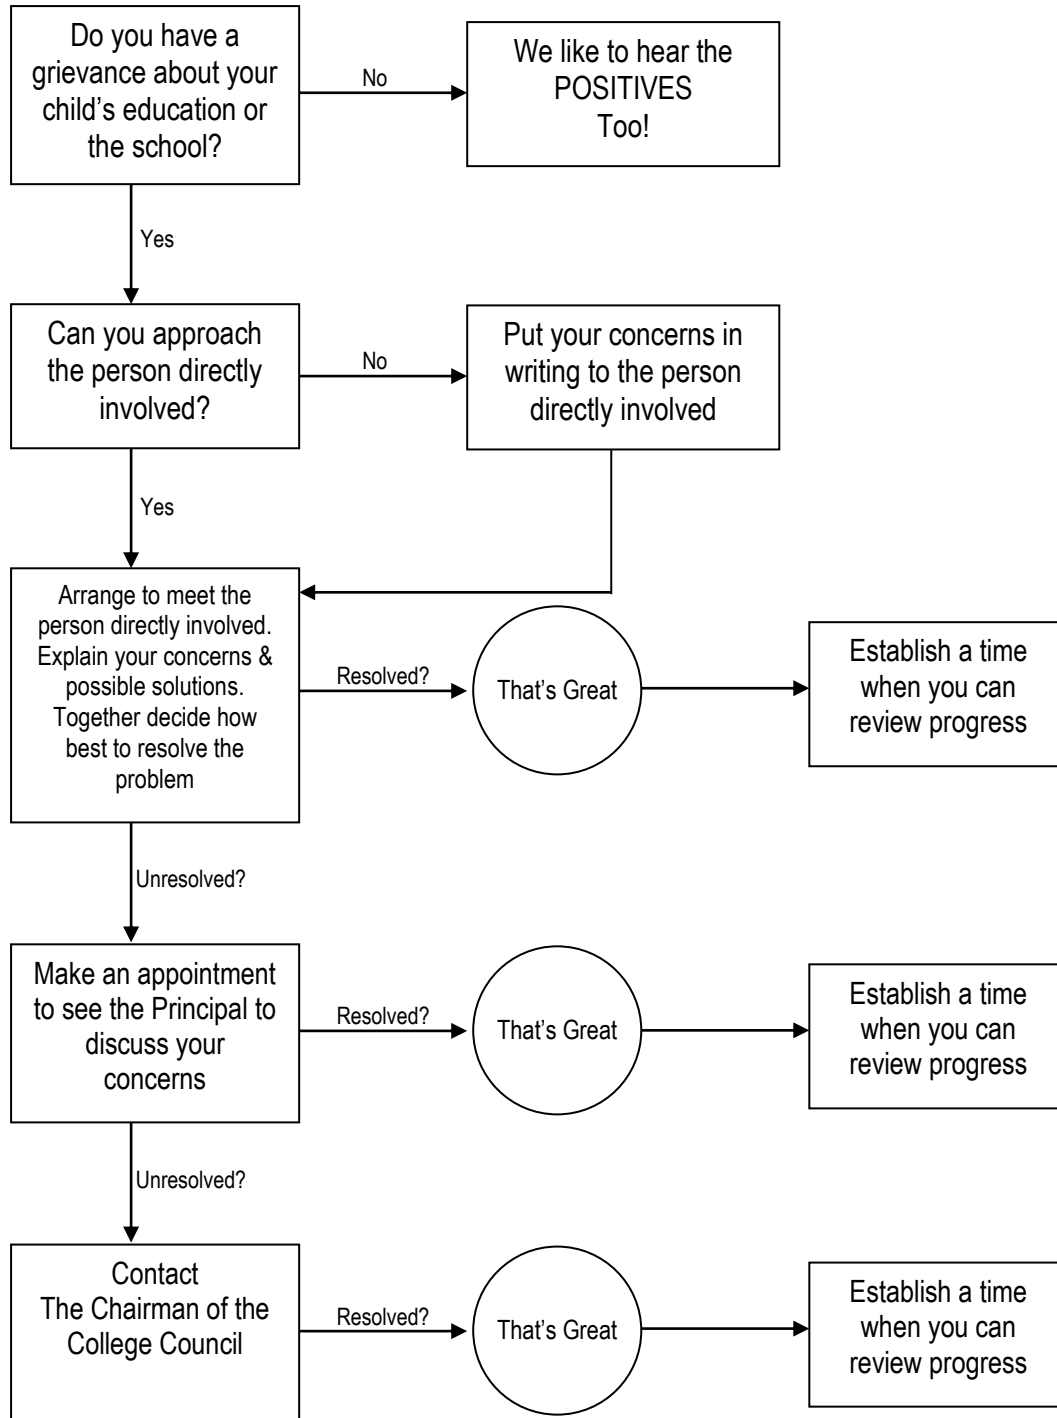 Do you have a
grievance about your
child’s education or
the school?
No
We like to hear the
POSITIVES
Too!
Yes
Can you approach
the person directly
involved?
No
Put your concerns in
writing to the person
directly involved
Yes
Arrange to meet the
person directly involved.
Explain your concerns &
possible solutions.
Together decide how
best to resolve the
problem
Resolved?
That’s Great
Establish a time
when you can
review progress
Unresolved?
Make an appointment
to see the Principal to
discuss your
concerns
Resolved?
That’s Great
Establish a time
when you can
review progress
Unresolved?
Contact
The Chairman of the
College Council
Resolved?
That’s Great
Establish a time
when you can
review progress